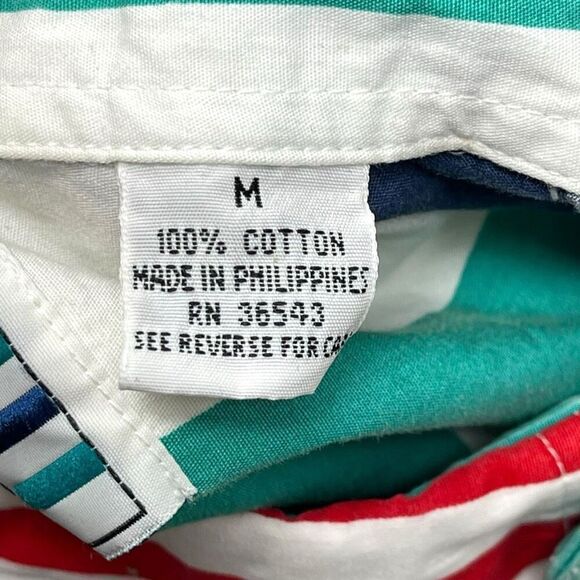 M
100% COTTON
MADE IN PHILIPPINES
RN 36543
SEE REVERSE FOR